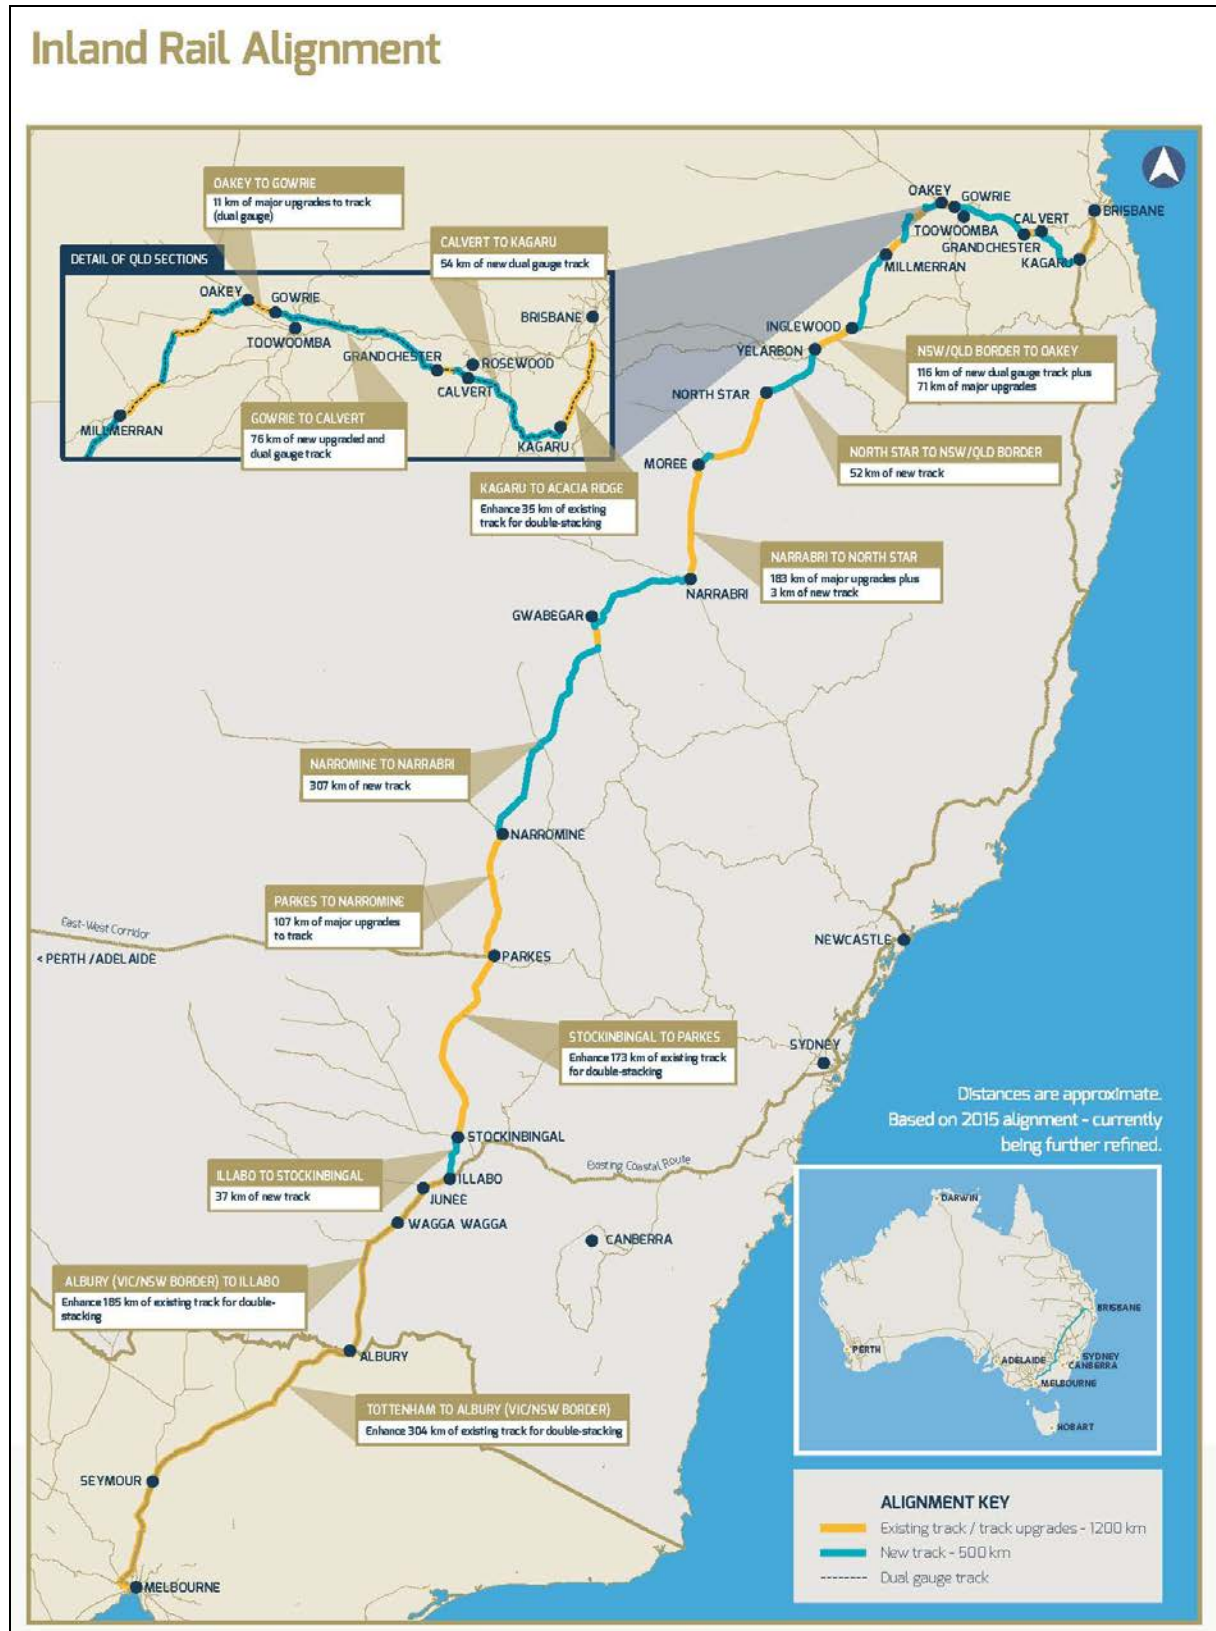 Inland Rail Alignment
OAKEY TO GOWRIE
11 km of major upgrades to track
(dual gauge)
DETAIL OF QLD SECTIONS
CALVERT TO KAGARU
54 km of new dual gauge track
OAKEY
GOWRIE
TOOWOOMBA
BRISBANE
GRANDCHESTER
ROSEWOOD
CALVERT
MILLMERRAN
KAGARU
GOWRIE TO CALVERT
76 km of new upgraded and
dual gauge track
KAGARU TO ACACIA RIDGE
Enhance 35 km of existing
track for double-stacking
OAKEY
GOWRIE
BRISBANE
TOOWOOMBA
CALVERT
GRANDCHESTER
KAGARU
MILLMERRAN
INGLEWOOD
YELARBON
NSW/QLD BORDER TO OAKEY
116 km of new dual gauge track plus
71 km of major upgrades
NORTH STAR
NORTH STAR TO NSW/QLD BORDER
52 km of new track
MOREE
NARRABRI TO NORTH STAR
183 km of major upgrades plus
3 km of new track
NARRABRI
GWABEGAR
NARROMINE TO NARRABRI
307 km of new track
NARROMINE
PARKES TO NARROMINE
107 km of major upgrades
to track
East-West Corridor
< PERTH / ADELAIDE
PARKES
NEWCASTLE
STOCKINBINGAL TO PARKES
Enhance 173 km of existing track
for double-stacking
SYDNEY
Distances are approximate.
Based on 2015 alignment - currently
being further refined.
STOCKINBINGAL
Existing Coastal Route
ILLABO TO STOCKINBINGAL
37 km of new track
ILLABO
JUNEE
WAGGA WAGGA
CANBERRA
ALBURY (VIC/NSW BORDER) TO ILLABO
Enhance 185 km of existing track for double-
stacking
ALBURY
TOTTENHAM TO ALBURY (VIC/NSW BORDER)
Enhance 304 km of existing track for double-stacking
SEYMOUR
MELBOURNE
DARWIN
BRISBANE
PERTH
ADELAIDE
SYDNEY
CANBERRA
MELBOURNE
HOBART
ALIGNMENT KEY
Existing track / track upgrades - 1200 km
New track - 500 km
Dual gauge track